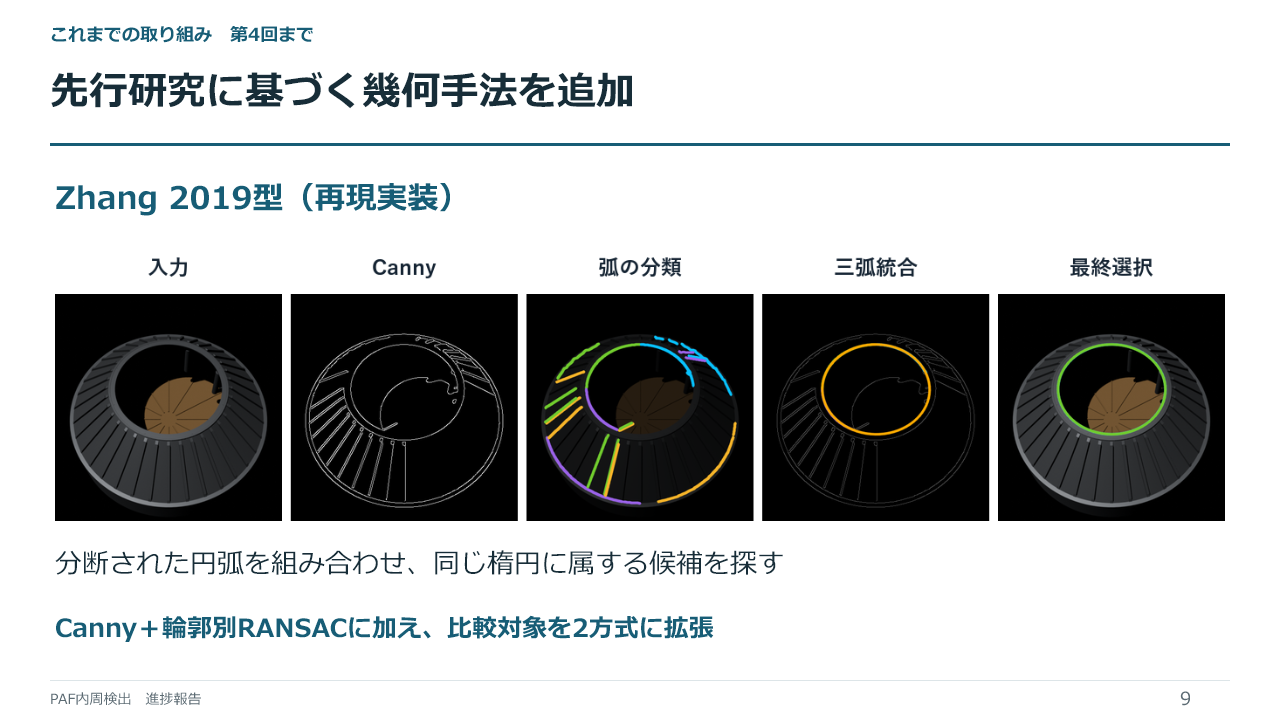 これまでの取り組み　第4回まで
先行研究に基づく幾何手法を追加
Zhang 2019型（再現実装）
入力
Canny
弧の分類
三弧統合
最終選択
分断された円弧を組み合わせ、同じ楕円に属する候補を探す
Canny＋輪郭別RANSACに加え、比較対象を2方式に拡張
PAF内周検出　進捗報告
9